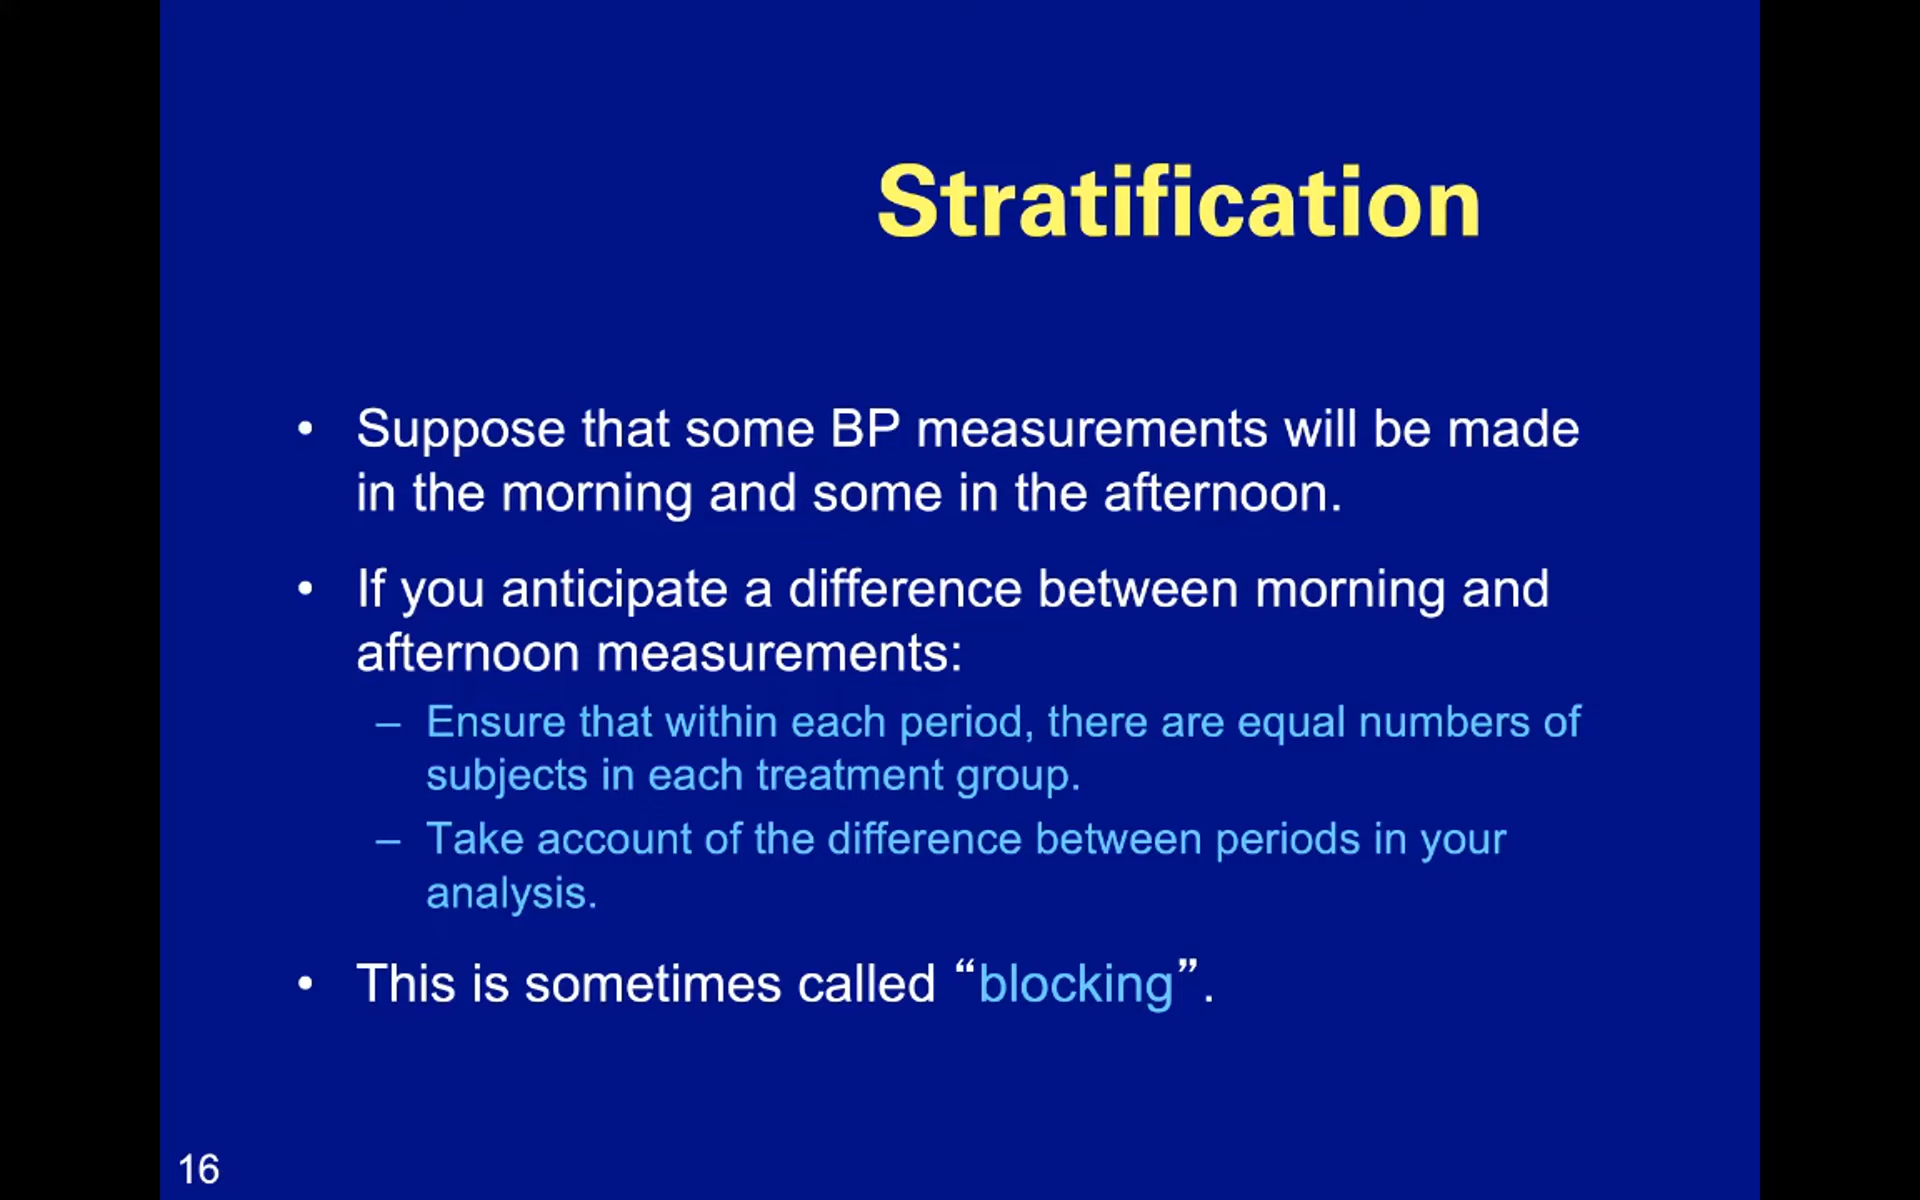 Stratification
• Suppose that some BP measurements will be made
in the morning and some in the afternoon.
• If you anticipate a difference between morning and
afternoon measurements:
– Ensure that within each period, there are equal numbers of
subjects in each treatment group.
– Take account of the difference between periods in your
analysis.
• This is sometimes called “blocking”.
16